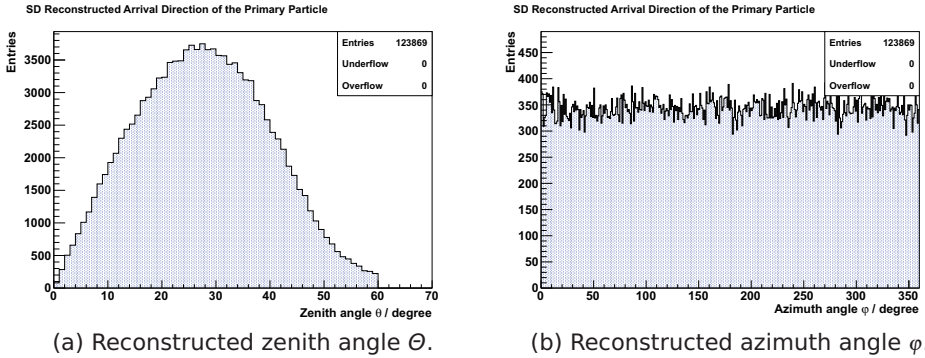 SD Reconstructed Arrival Direction of the Primary Particle
Entries
3500
3000
2500
2000
1500
1000
500
0
0 10 20 30 40 50 60 70
Zenith angle θ / degree
Entries 123869
Underflow 0
Overflow 0
(a) Reconstructed zenith angle Θ.
SD Reconstructed Arrival Direction of the Primary Particle
Entries
450
400
350
300
250
200
150
100
50
0
0 50 100 150 200 250 300 350
Azimuth angle φ / degree
Entries 123869
Underflow 0
Overflow 0
(b) Reconstructed azimuth angle φ